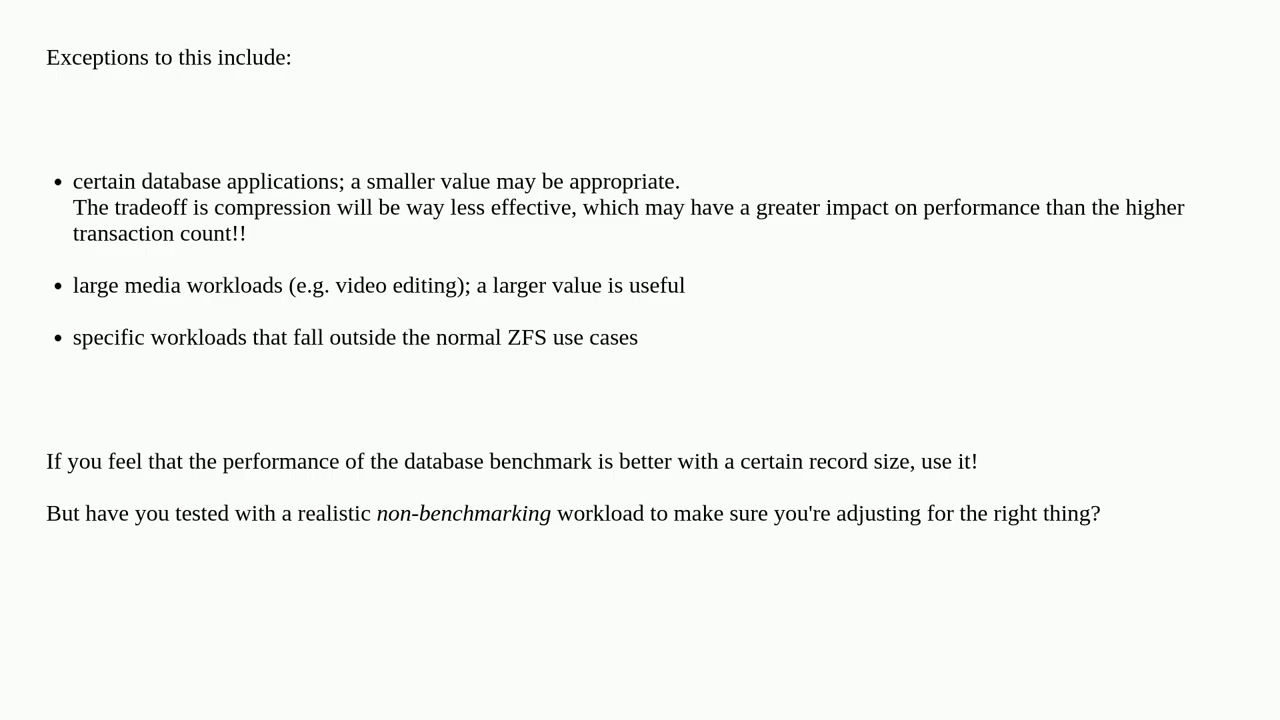 Exceptions to this include:
• certain database applications; a smaller value may be appropriate.
The tradeoff is compression will be way less effective, which may have a greater impact on performance than the higher
transaction count!!
• large media workloads (e.g. video editing); a larger value is useful
• specific workloads that fall outside the normal ZFS use cases
If you feel that the performance of the database benchmark is better with a certain record size, use it!
But have you tested with a realistic non-benchmarking workload to make sure you're adjusting for the right thing?